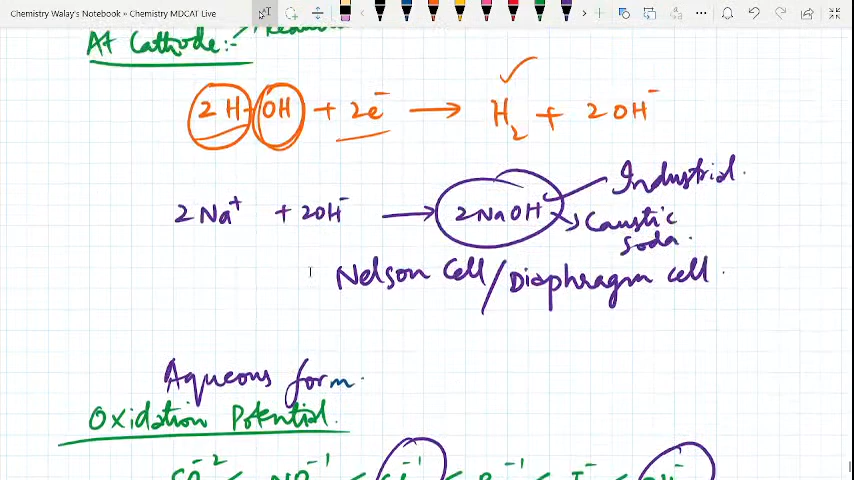 Chemistry Walay's Notebook » Chemistry MDCAT Live
At Cathode:-
2H-OH + 2e⁻ ⟶ H₂ + 2OH⁻
2Na⁺ + 2OH⁻ ⟶ 2NaOH
Industrial.
Caustic
Soda.
Nelson Cell/Diaphragm cell.
Aqueous form.
Oxidation Potential.